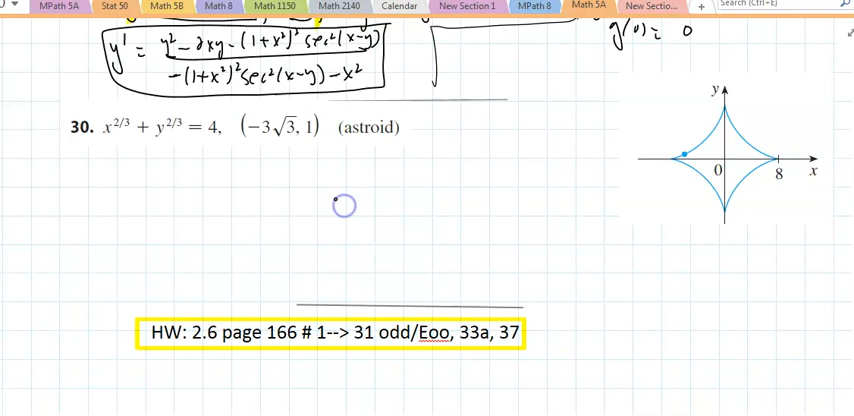 MPath 5A Stat 50 Math 5B Math 8 Math 1150 Math 2140 Calendar New Section 1 MPath 8 Math 5A New Sectio... + Search (Ctrl+E)
y' = y² - 2xy - (1+x²)² sec²(x-y)
-(1+x²)² sec²(x-y) - x²
g'(0) = 0
30. x^{2/3} + y^{2/3} = 4, (-3√3, 1) (astroid)
y
0 8 x
HW: 2.6 page 166 # 1--> 31 odd/Eoo, 33a, 37